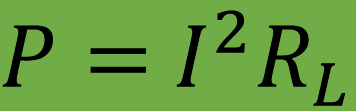 P = I²R_L